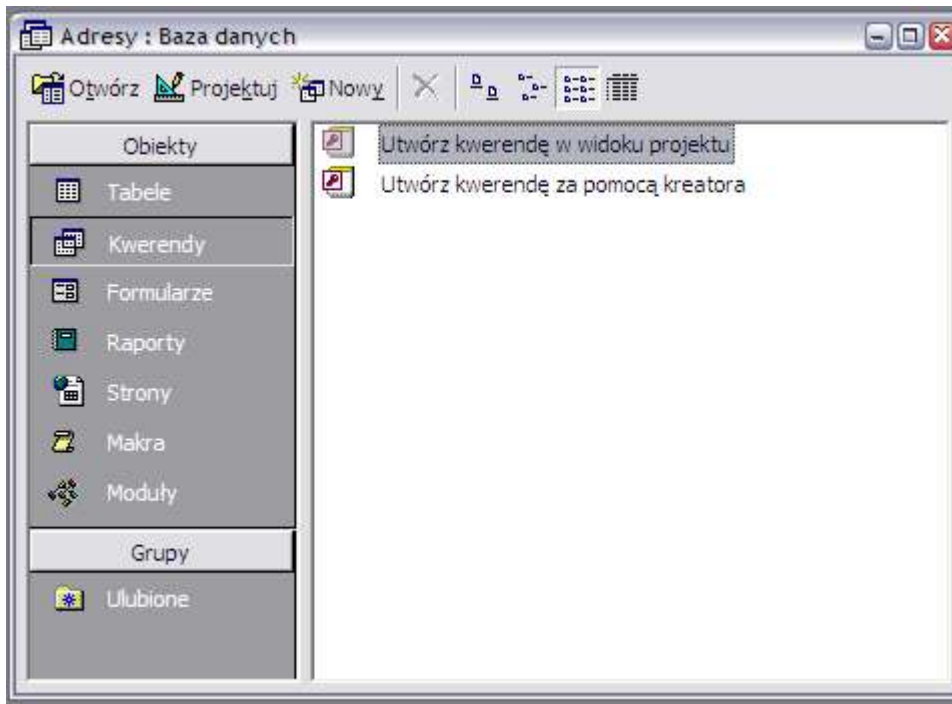 Adresy : Baza danych
Otwórz Projektuj Nowy
Obiekty
Tabele
Kwerendy
Formularze
Raporty
Strony
Makra
Moduły
Grupy
Ulubione
Utwórz kwerendę w widoku projektu
Utwórz kwerendę za pomocą kreatora